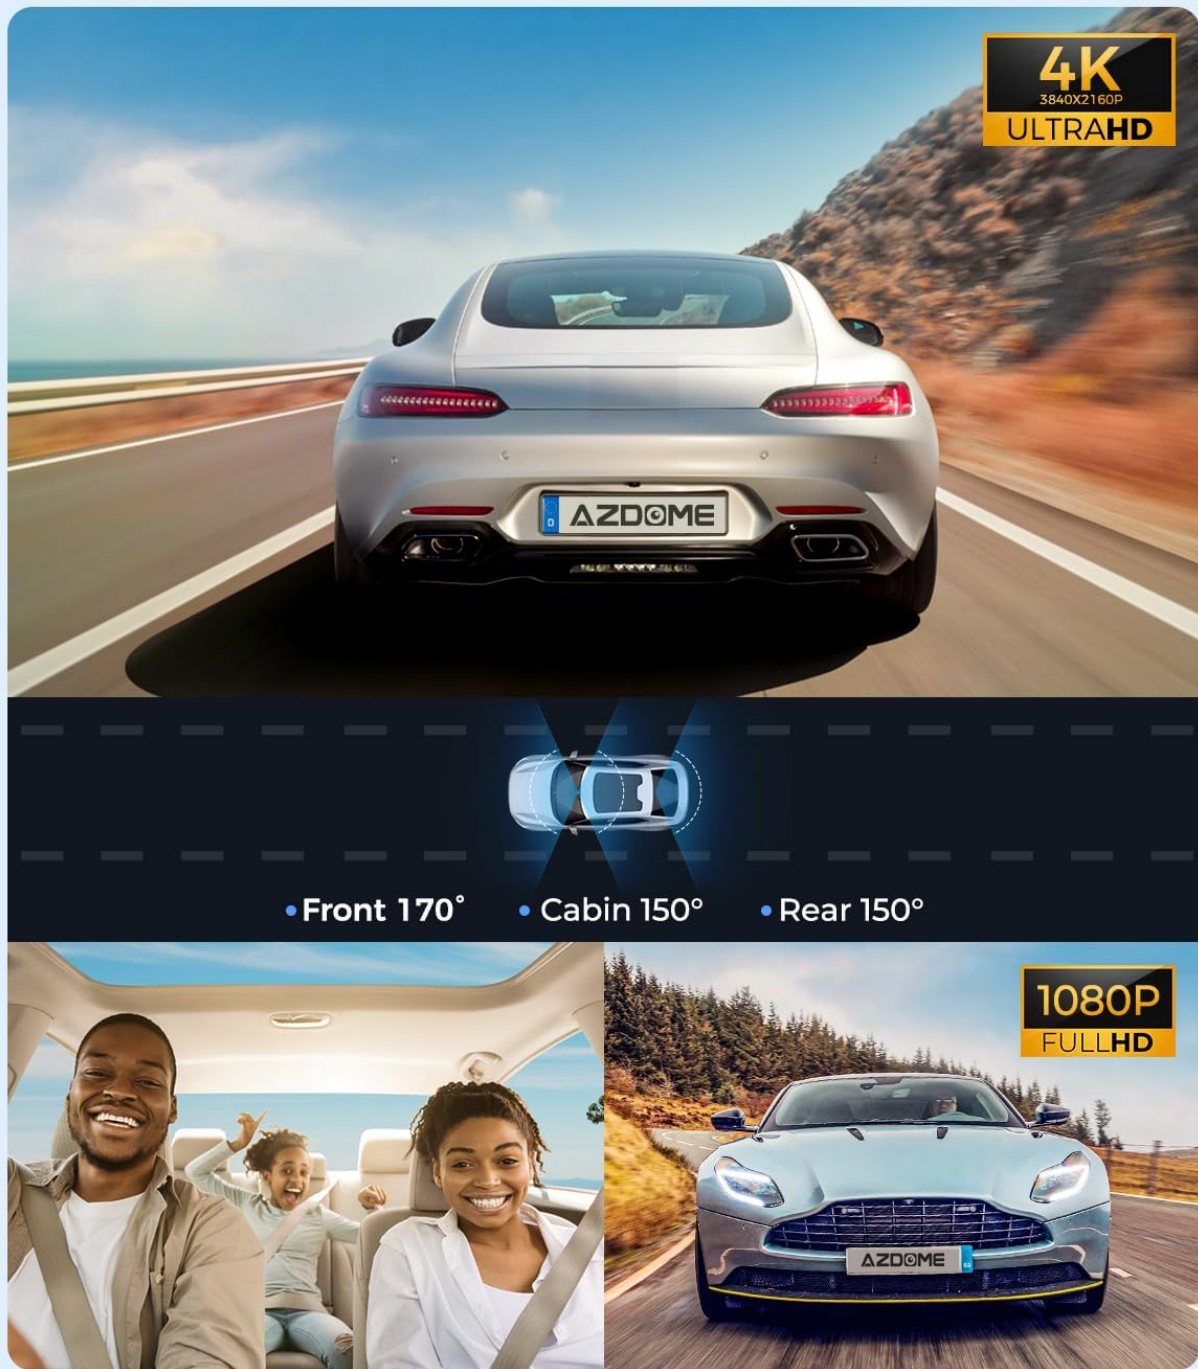 4K
3840X2160P
ULTRAHD
D
AZDOME
• Front 170° • Cabin 150° • Rear 150°
1080P
FULLHD
AZDOME